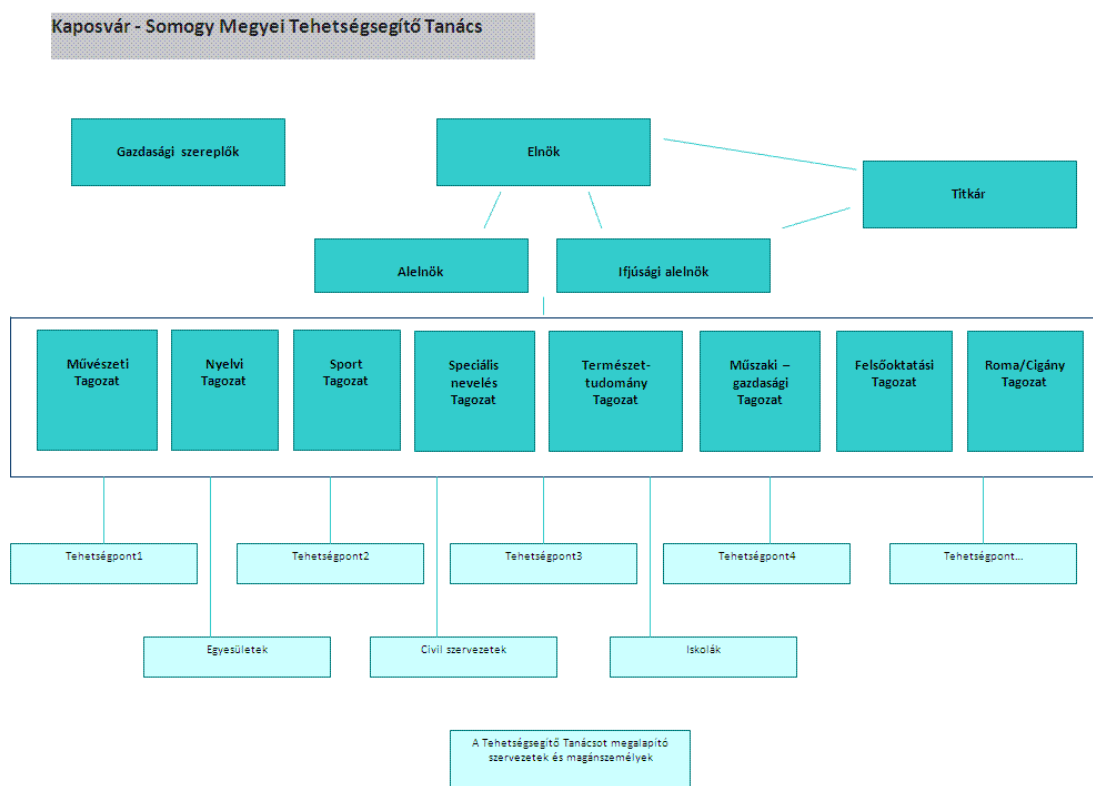 Kaposvár - Somogy Megyei Tehetségsegítő Tanács
Gazdasági szereplők
Elnök
Titkár
Alelnök
Ifjúsági alelnök
Művészeti
Tagozat
Nyelvi
Tagozat
Sport
Tagozat
Speciális
nevelés
Tagozat
Természet-
tudomány
Tagozat
Műszaki –
gazdasági
Tagozat
Felsőoktatási
Tagozat
Roma/Cigány
Tagozat
Tehetségpont1
Tehetségpont2
Tehetségpont3
Tehetségpont4
Tehetségpont...
Egyesületek
Civil szervezetek
Iskolák
A Tehetségsegítő Tanácsot megalapító
szervezetek és magánszemélyek